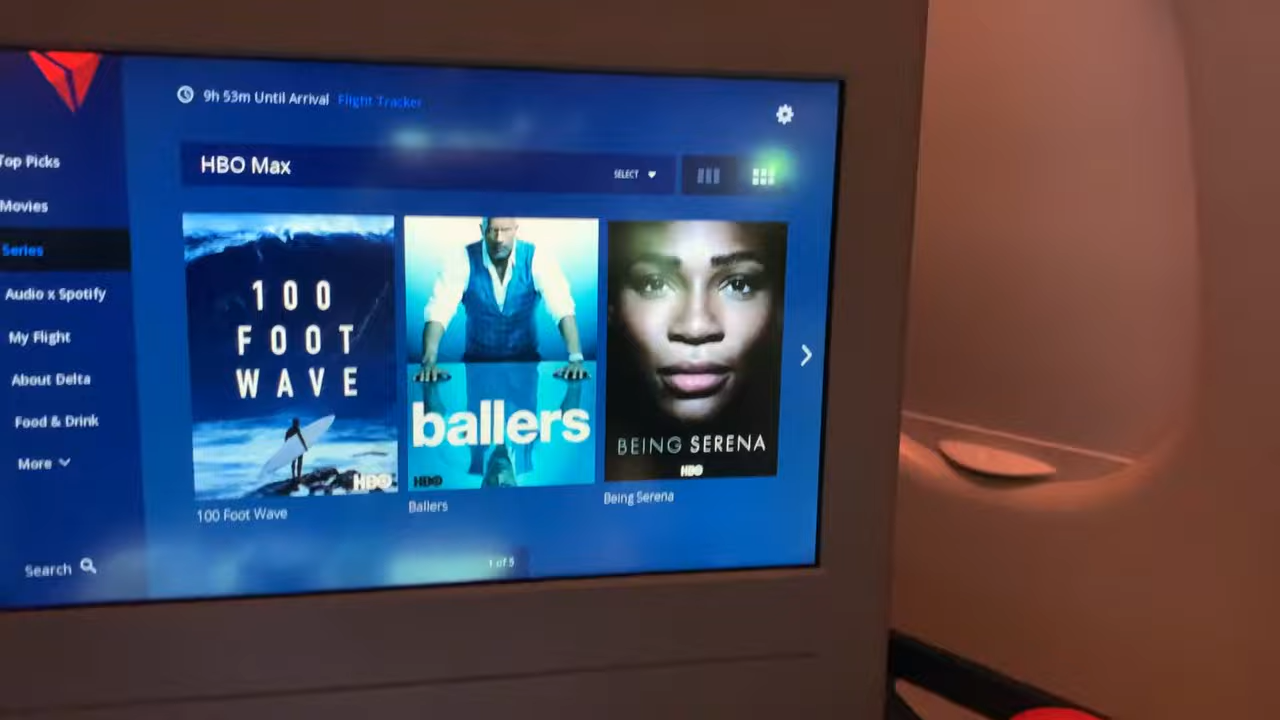 9h 53m Until Arrival Flight Tracker
HBO Max
SELECT
Top Picks
Movies
Series
Audio x Spotify
My Flight
About Delta
Food & Drink
More
Search
100
FOOT
WAVE
HBO
100 Foot Wave
ballers
HBO
Ballers
BEING SERENA
HBO
Being Serena
1 of 5